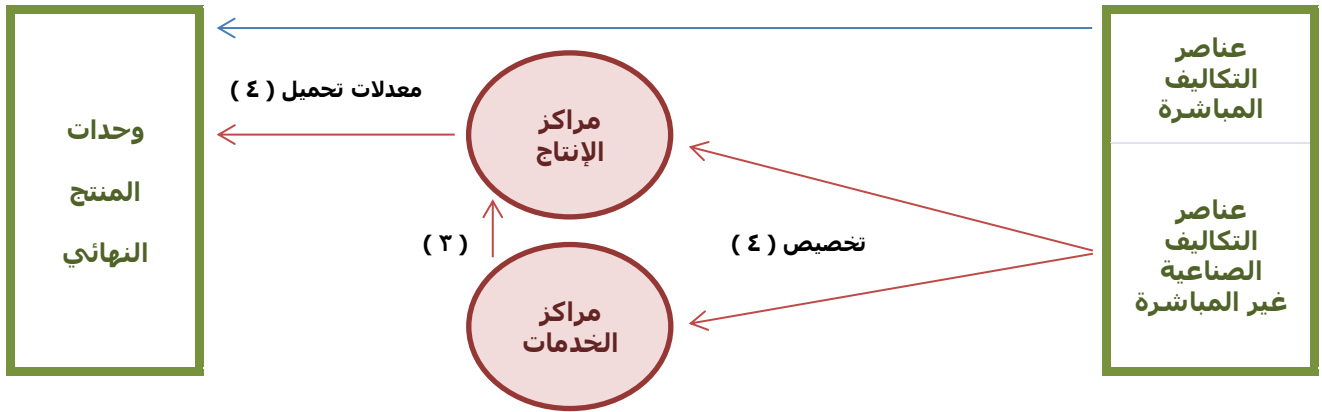 عناصر
التكاليف
المباشرة
عناصر
التكاليف
الصناعية
غير المباشرة
تخصيص ( ٤ )
مراكز
الإنتاج
مراكز
الخدمات
( ٣ )
معدلات تحميل ( ٤ )
وحدات
المنتج
النهائي